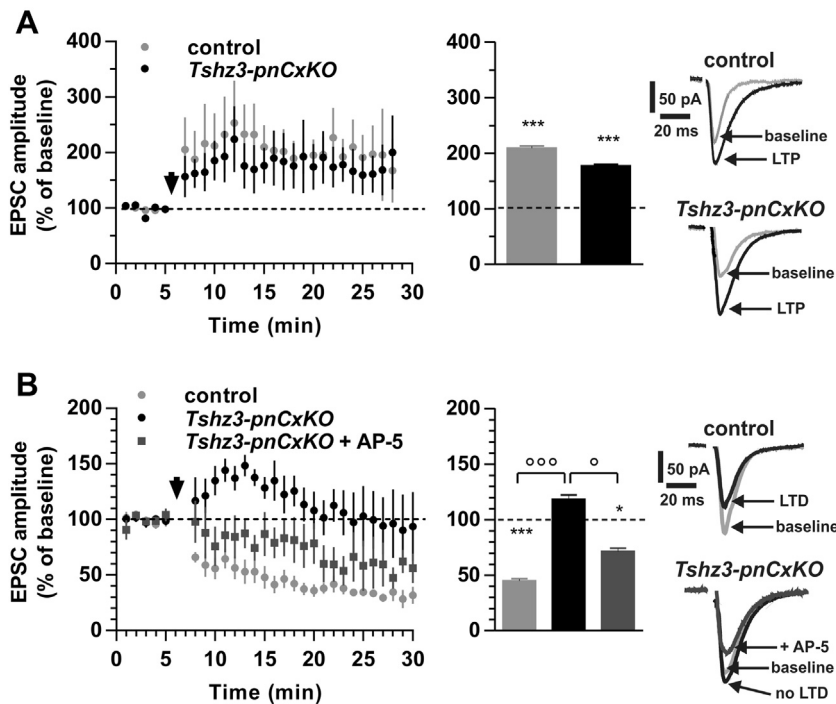 A
control
Tshz3-pnCxKO
EPSC amplitude
(% of baseline)
400
300
200
100
0
0 5 10 15 20 25 30
Time (min)
400
300
200
100
0
***
***
control
50 pA
20 ms
baseline
LTP
Tshz3-pnCxKO
baseline
LTP
B
control
Tshz3-pnCxKO
Tshz3-pnCxKO + AP-5
EPSC amplitude
(% of baseline)
200
150
100
50
0
0 5 10 15 20 25 30
Time (min)
200
150
100
50
0
°°° °
***
*
control
50 pA
20 ms
LTD
baseline
Tshz3-pnCxKO
+ AP-5
baseline
no LTD